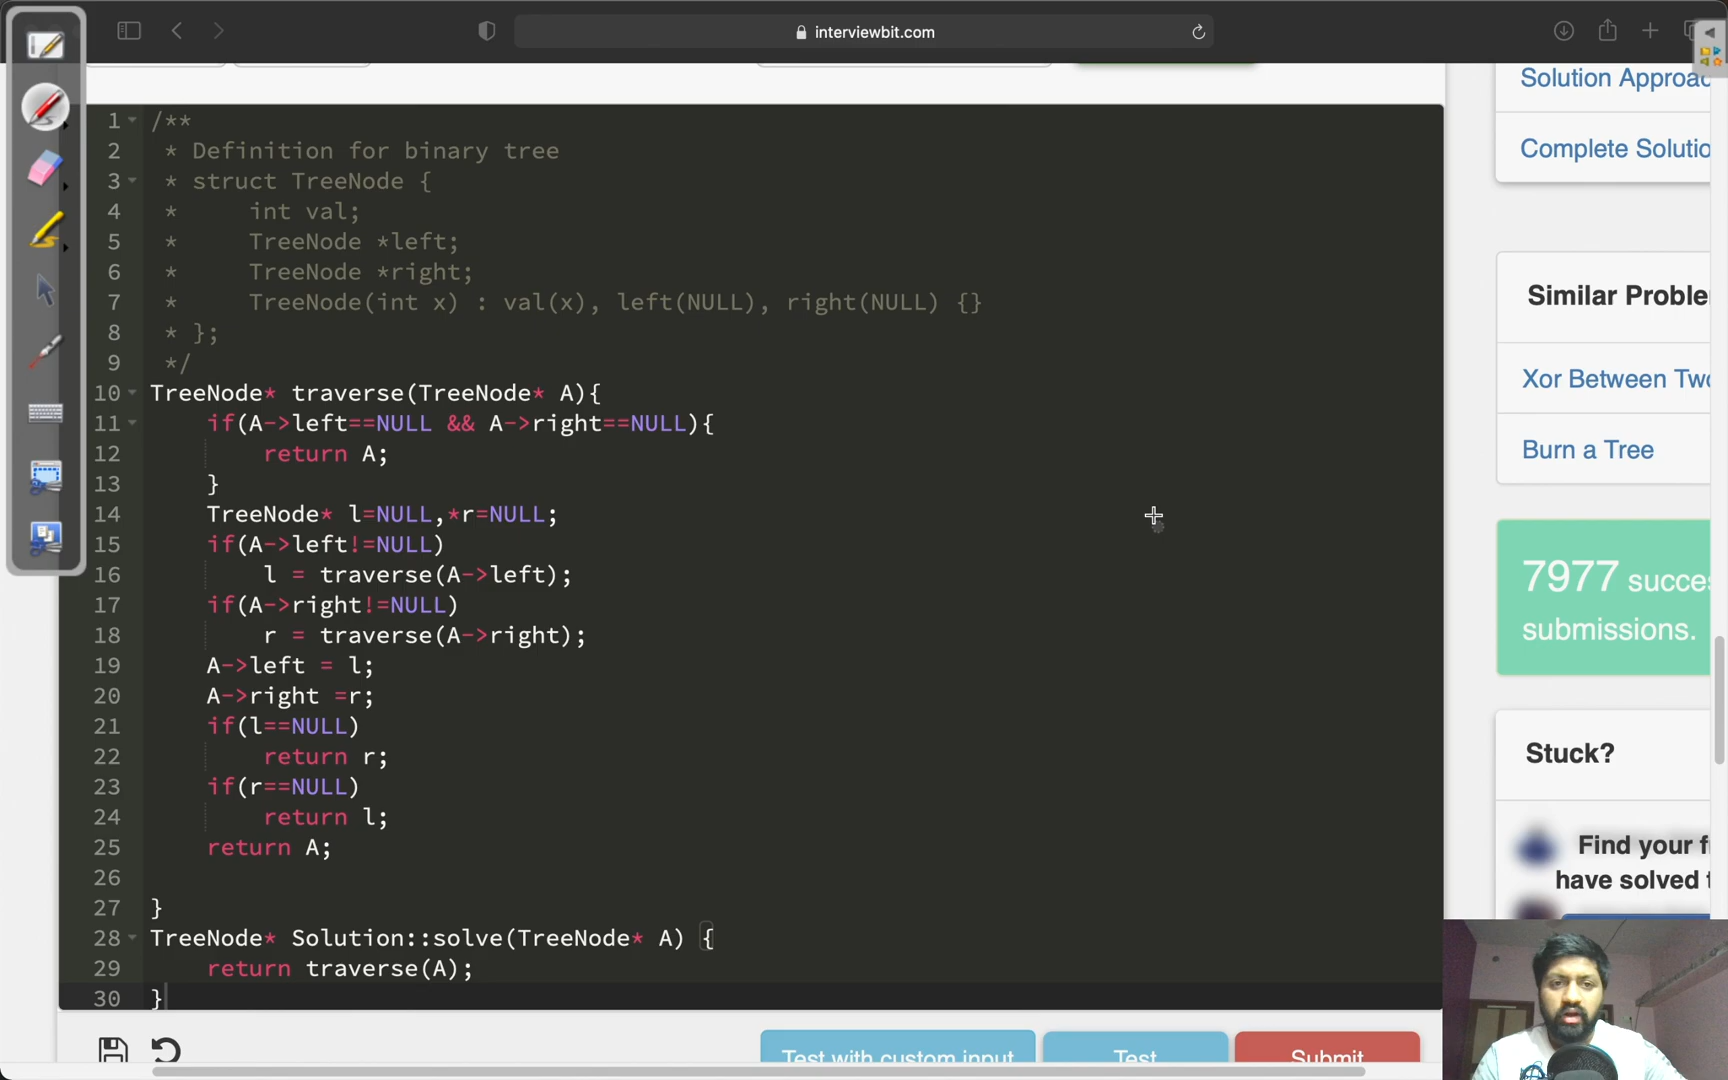 interviewbit.com
1 /**
2 * Definition for binary tree
3 * struct TreeNode {
4 * int val;
5 * TreeNode *left;
6 * TreeNode *right;
7 * TreeNode(int x) : val(x), left(NULL), right(NULL) {}
8 * };
9 */
10 TreeNode* traverse(TreeNode* A){
11 if(A->left==NULL && A->right==NULL){
12 return A;
13 }
14 TreeNode* l=NULL,*r=NULL;
15 if(A->left!=NULL)
16 l = traverse(A->left);
17 if(A->right!=NULL)
18 r = traverse(A->right);
19 A->left = l;
20 A->right =r;
21 if(l==NULL)
22 return r;
23 if(r==NULL)
24 return l;
25 return A;
26
27 }
28 TreeNode* Solution::solve(TreeNode* A) {
29 return traverse(A);
30 }
Test with custom input
Test
Submit
Solution Approac
Complete Solutio
Similar Proble
Xor Between Two
Burn a Tree
7977 succes
submissions.
Stuck?
Find your f
have solved t